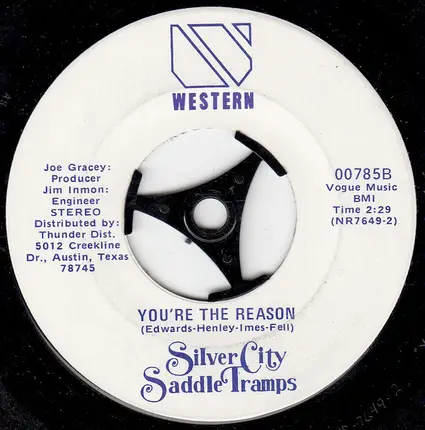 WESTERN
Joe Gracey:
Producer
Jim Inmon:
Engineer
STEREO
Distributed by:
Thunder Dist.
5012 Creekline
Dr., Austin, Texas
78745
00785B
Vogue Music
BMI
Time 2:29
(NR7649-2)
YOU'RE THE REASON
(Edwards-Henley-Imes-Fell)
Silver City
Saddle Tramps